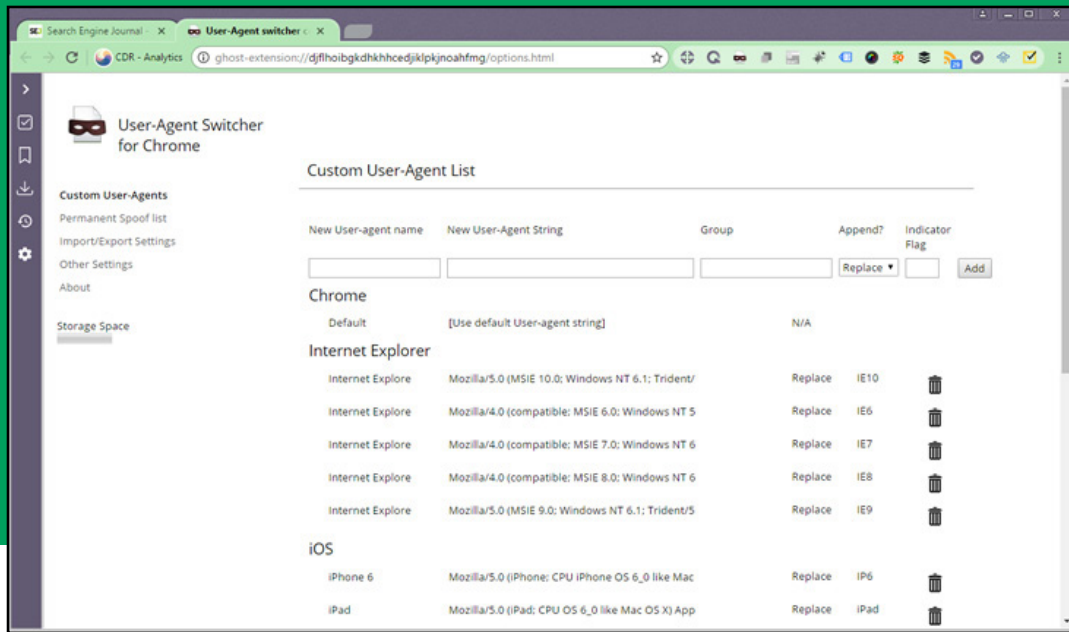 Search Engine Journal -
User-Agent switcher c
CDR - Analytics
ghost-extension://djflhoibgkdhkhhcedjiklpkjnoahfmg/options.html
User-Agent Switcher
for Chrome
Custom User-Agents
Permanent Spoof list
Import/Export Settings
Other Settings
About
Storage Space
Custom User-Agent List
New User-agent name New User-Agent String Group Append? Indicator Flag
Replace Add
Chrome
Default [Use default User-agent string] N/A
Internet Explorer
Internet Explore Mozilla/5.0 (MSIE 10.0; Windows NT 6.1; Trident/ Replace IE10
Internet Explore Mozilla/4.0 (compatible; MSIE 6.0; Windows NT 5 Replace IE6
Internet Explore Mozilla/4.0 (compatible; MSIE 7.0; Windows NT 6 Replace IE7
Internet Explore Mozilla/4.0 (compatible; MSIE 8.0; Windows NT 6 Replace IE8
Internet Explore Mozilla/5.0 (MSIE 9.0; Windows NT 6.1; Trident/5 Replace IE9
iOS
iPhone 6 Mozilla/5.0 (iPhone; CPU iPhone OS 6_0 like Mac Replace IP6
iPad Mozilla/5.0 (iPad; CPU OS 6_0 like Mac OS X) App Replace iPad